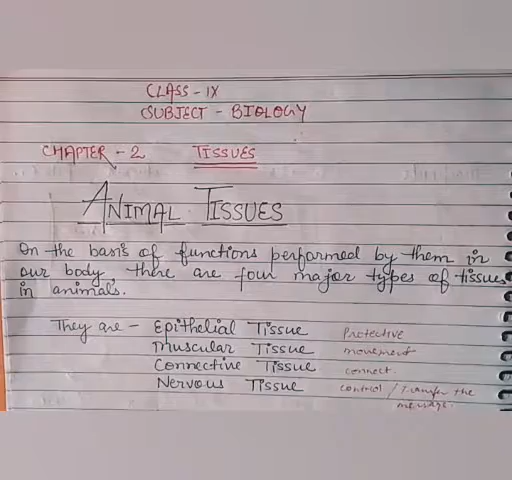 CLASS - IX
SUBJECT - BIOLOGY
CHAPTER - 2 TISSUES
ANIMAL TISSUES
On the basis of functions performed by them in
our body, there are four major types of tissues
in animals.
They are - Epithelial Tissue Protective
Muscular Tissue movement
Connective Tissue connect.
Nervous Tissue control / Transfer the
message.